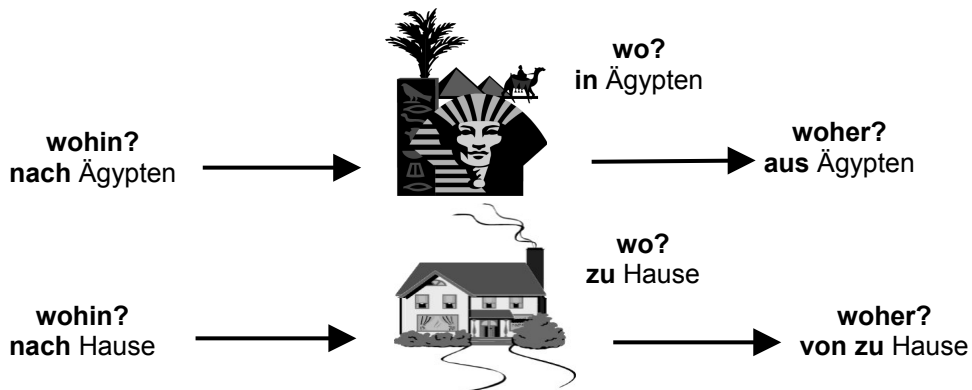 wo?
in Ägypten
wohin?
nach Ägypten
woher?
aus Ägypten
wo?
zu Hause
wohin?
nach Hause
woher?
von zu Hause